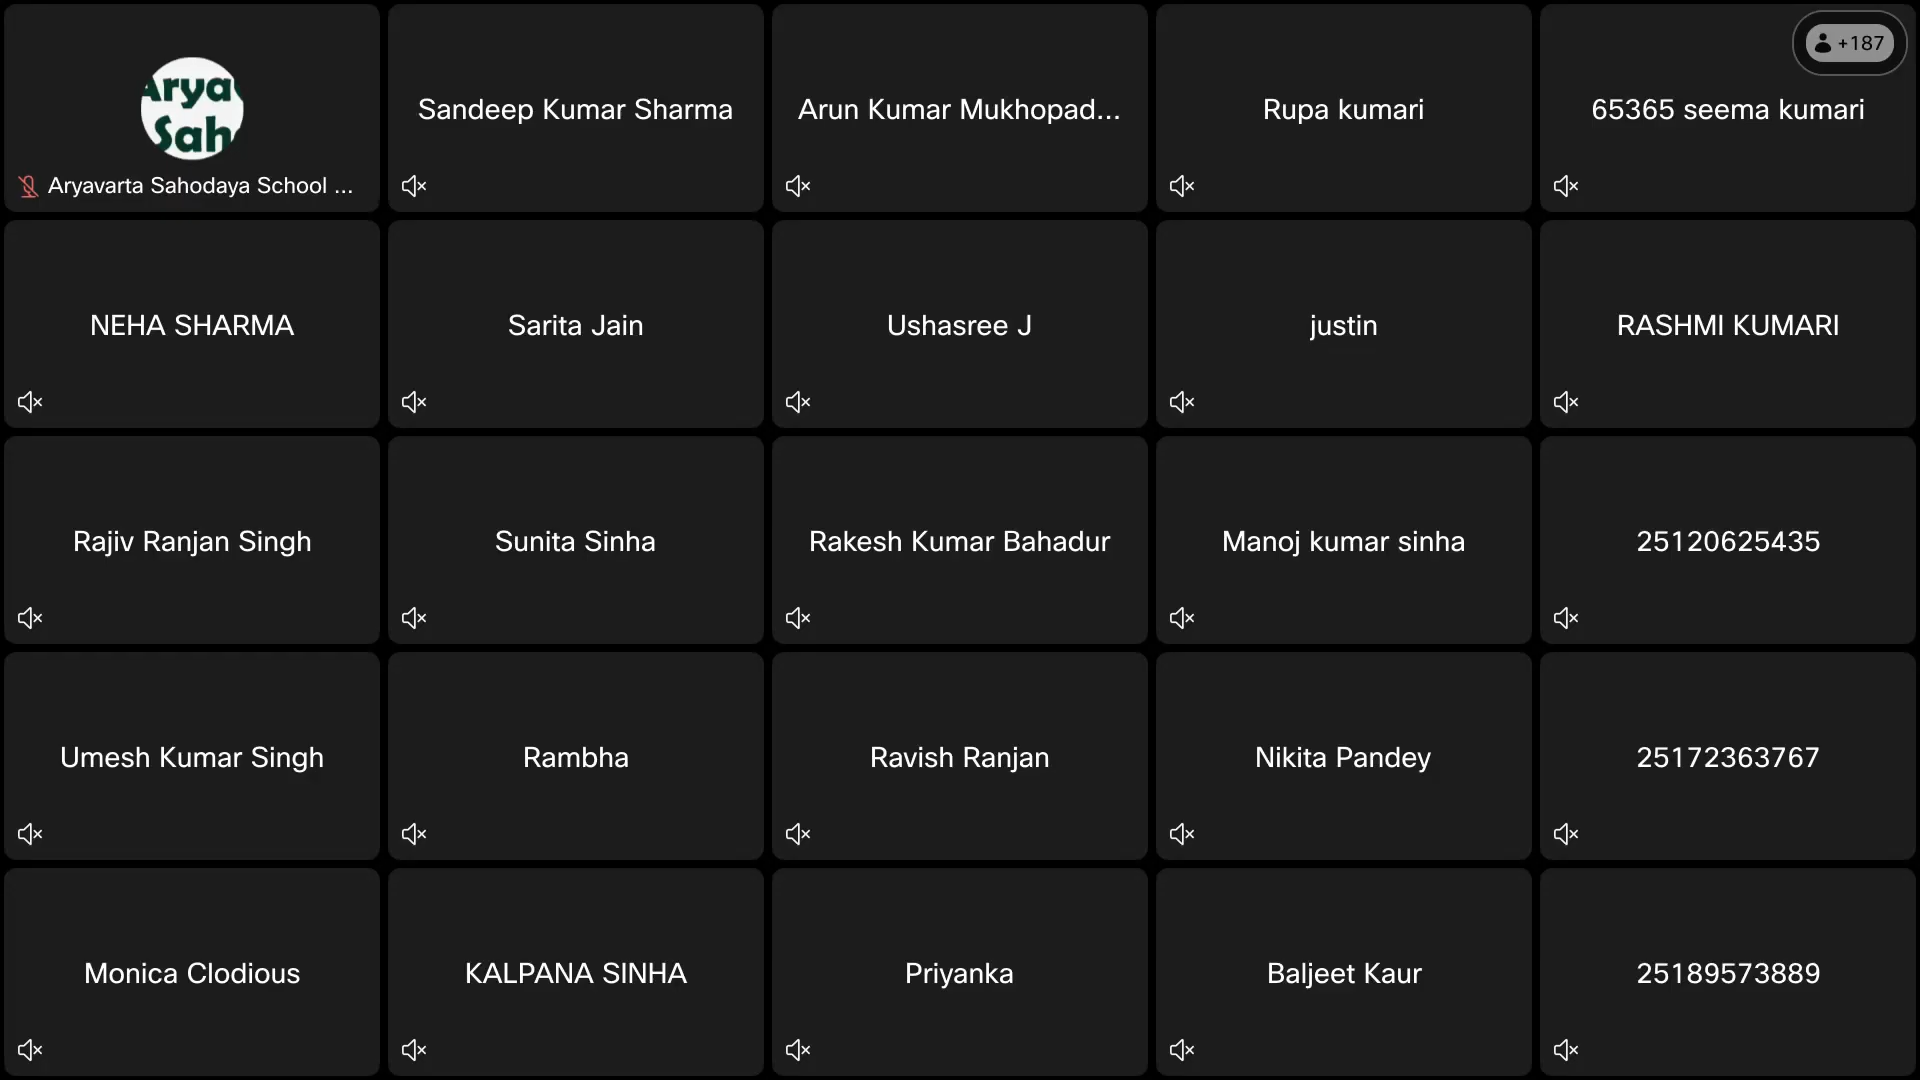 Arya
Sah
Aryavarta Sahodaya School ...
Sandeep Kumar Sharma
Arun Kumar Mukhopad...
Rupa kumari
65365 seema kumari
+187
NEHA SHARMA
Sarita Jain
Ushasree J
justin
RASHMI KUMARI
Rajiv Ranjan Singh
Sunita Sinha
Rakesh Kumar Bahadur
Manoj kumar sinha
25120625435
Umesh Kumar Singh
Rambha
Ravish Ranjan
Nikita Pandey
25172363767
Monica Clodious
KALPANA SINHA
Priyanka
Baljeet Kaur
25189573889